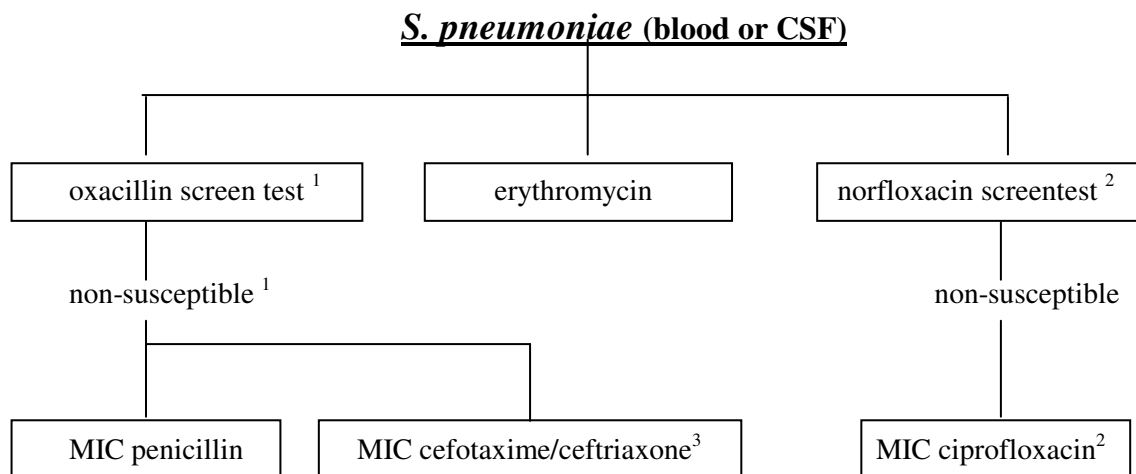 S. pneumoniae (blood or CSF)
oxacillin screen test 1
erythromycin
norfloxacin screentest 2
non-susceptible 1
non-susceptible
MIC penicillin
MIC cefotaxime/ceftriaxone3
MIC ciprofloxacin2